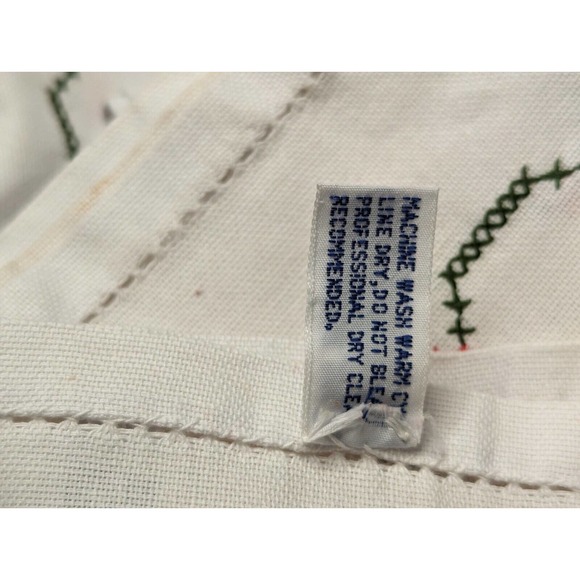 MACHINE WASH WARM
LINE DRY, DO NOT
PROFESSIONAL DRY
RECOMMENDED.